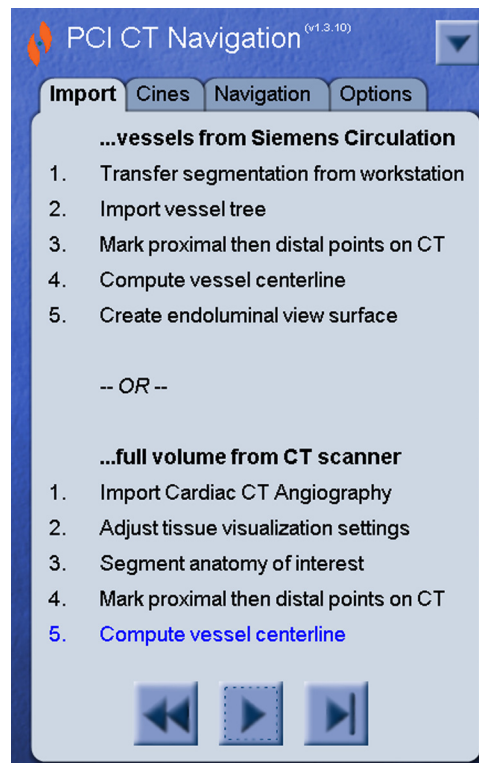 PCI CT Navigation (v1.3.10)
Import Cines Navigation Options
...vessels from Siemens Circulation
1. Transfer segmentation from workstation
2. Import vessel tree
3. Mark proximal then distal points on CT
4. Compute vessel centerline
5. Create endoluminal view surface
-- OR --
...full volume from CT scanner
1. Import Cardiac CT Angiography
2. Adjust tissue visualization settings
3. Segment anatomy of interest
4. Mark proximal then distal points on CT
5. Compute vessel centerline